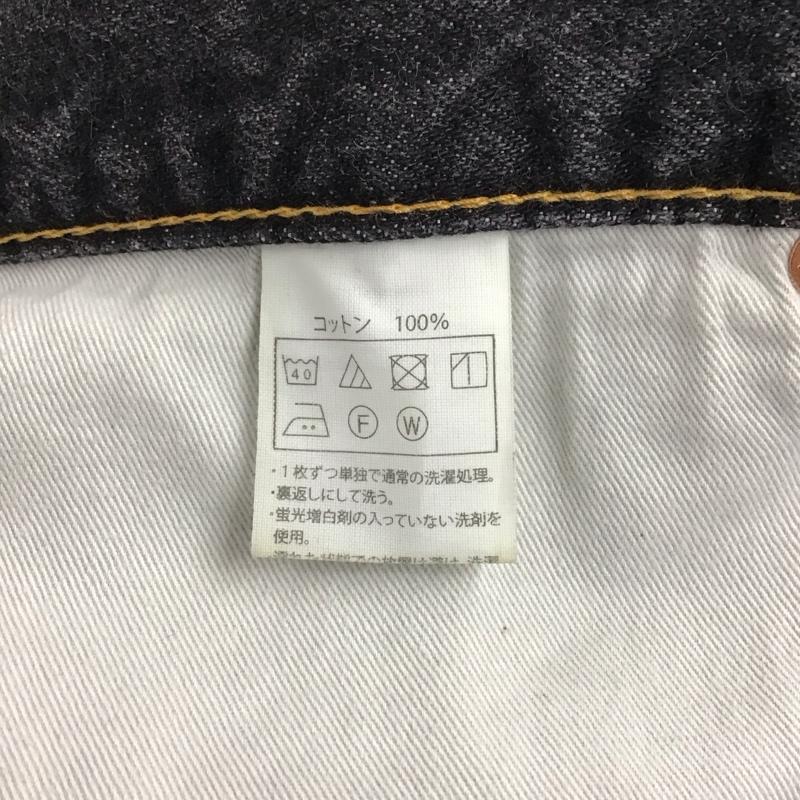 コットン 100%
40
F W
・1枚ずつ単独で通常の洗濯処理。
・裏返しにして洗う。
・蛍光増白剤の入っていない洗剤を
使用。